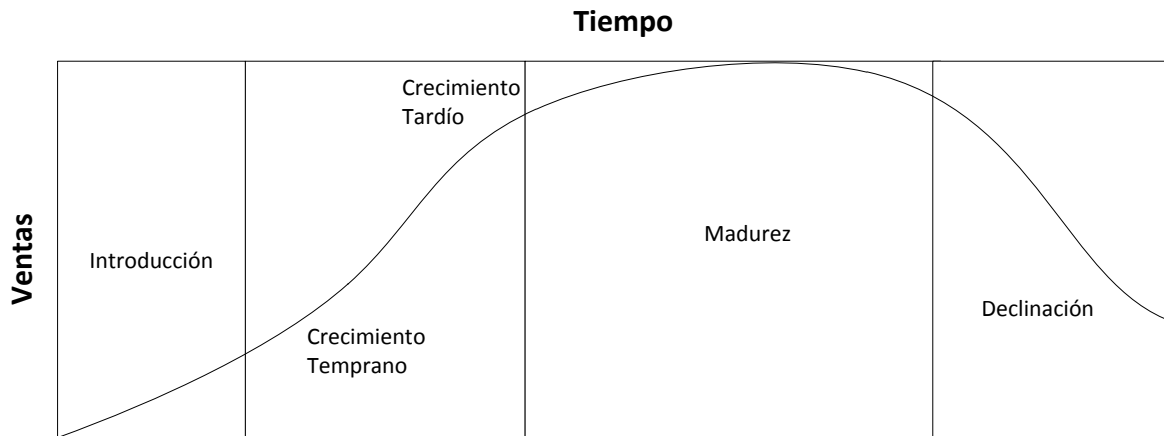 Tiempo
Crecimiento
Tardío
Ventas
Introducción
Madurez
Crecimiento
Temprano
Declinación